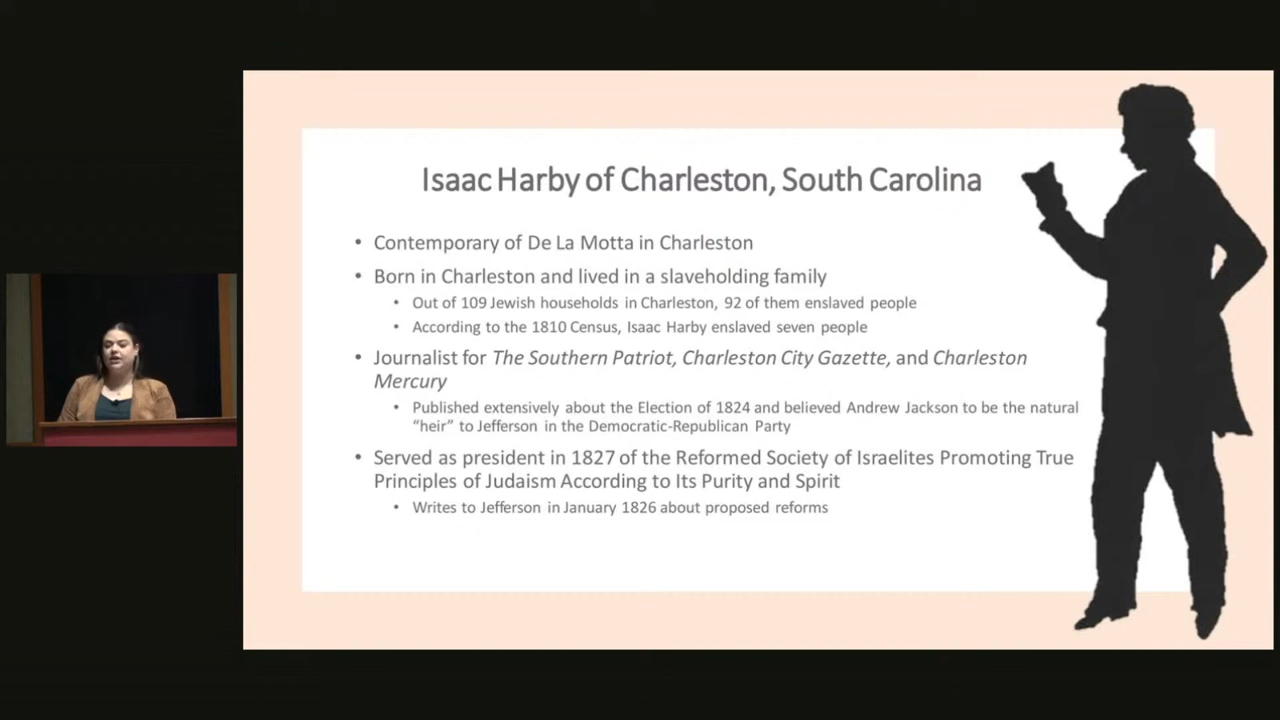 Isaac Harby of Charleston, South Carolina
• Contemporary of De La Motta in Charleston
• Born in Charleston and lived in a slaveholding family
• Out of 109 Jewish households in Charleston, 92 of them enslaved people
• According to the 1810 Census, Isaac Harby enslaved seven people
• Journalist for The Southern Patriot, Charleston City Gazette, and Charleston
Mercury
• Published extensively about the Election of 1824 and believed Andrew Jackson to be the natural
“heir” to Jefferson in the Democratic-Republican Party
• Served as president in 1827 of the Reformed Society of Israelites Promoting True
Principles of Judaism According to Its Purity and Spirit
• Writes to Jefferson in January 1826 about proposed reforms